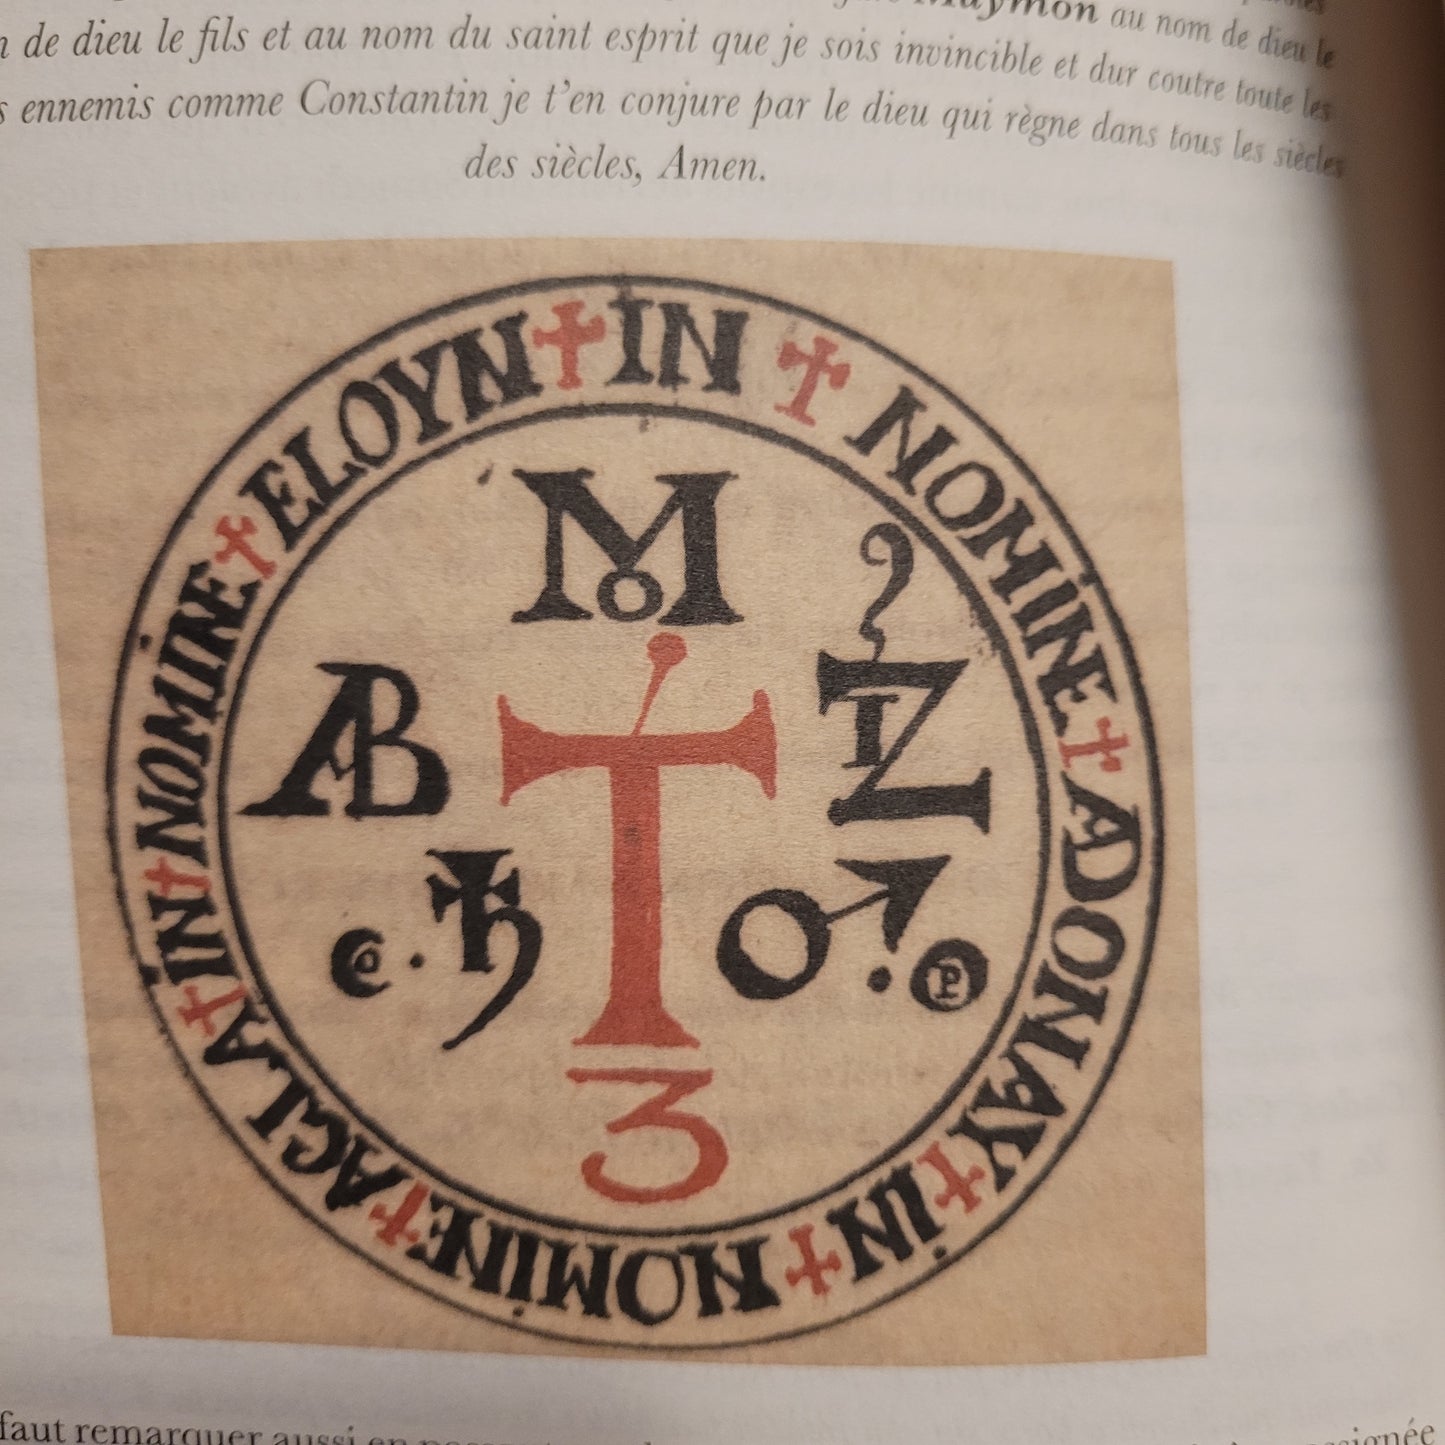 Maymon au nom de dieu le
de dieu le fils et au nom du saint esprit que je sois invincible et dur coutre toute les
ennemis comme Constantin je t'en conjure par le dieu qui règne dans tous les siècles
des siècles, Amen.
✝ IN ✝ NOMINE ✝ ADONAY ✝ IN ✝ NOMINE ✝ AGLA ✝ IN ✝ NOMINE ✝ ELOYN
M
AB
T
Z
♄
♂
P
3
faut remarquer aussi en